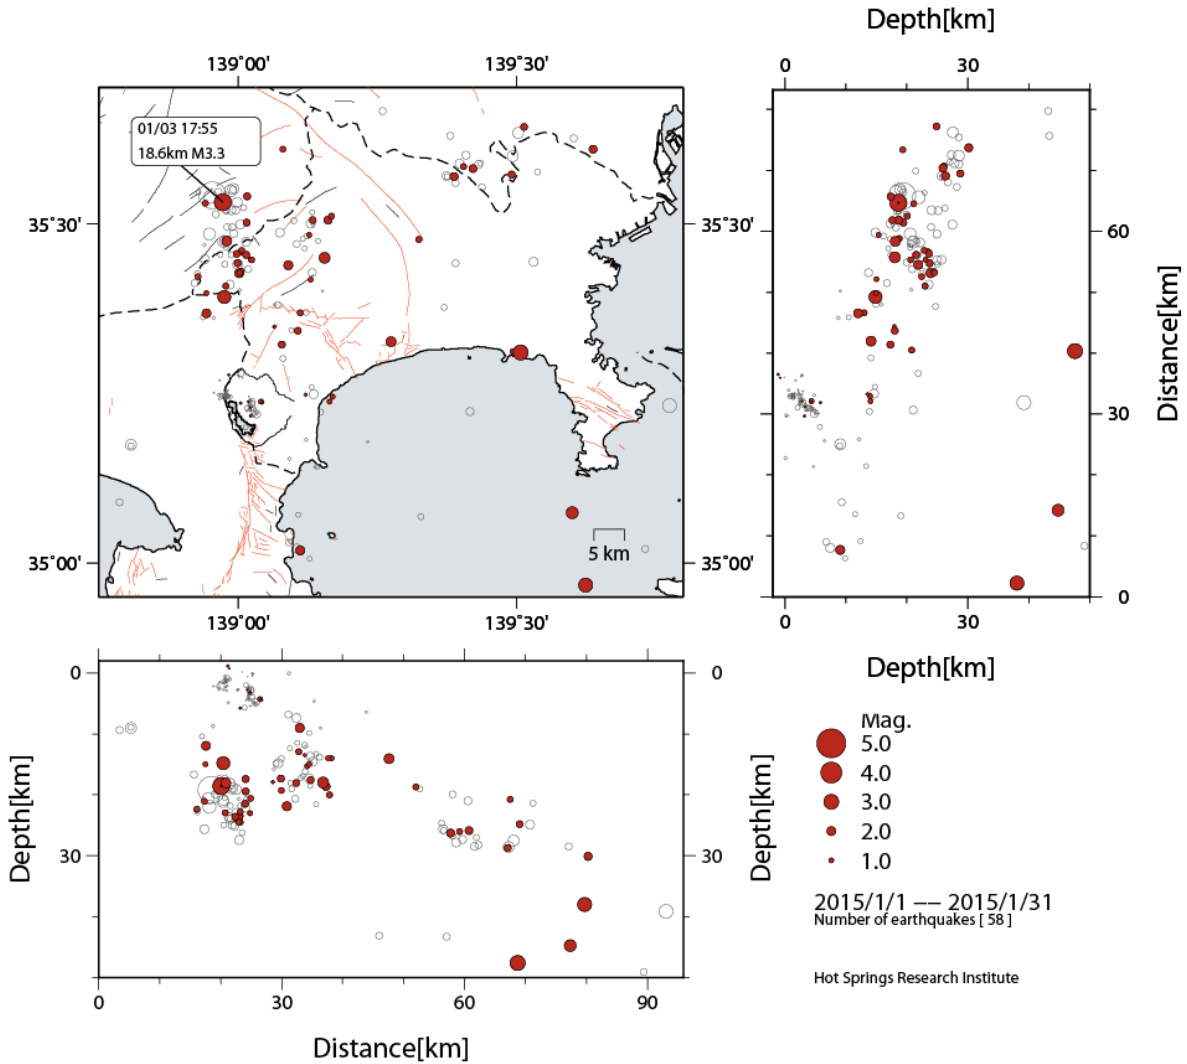 Depth[km]
139˚00'
139˚30'
0
30
01/03 17:55
18.6km M3.3
35˚30'
35˚30'
60
Distance[km]
30
5 km
35˚00'
35˚00'
0
139˚00'
139˚30'
0
30
Depth[km]
0
0
Depth[km]
30
30
Depth[km]
Mag.
5.0
4.0
3.0
2.0
1.0
2015/1/1 –– 2015/1/31
Number of earthquakes [ 58 ]
Hot Springs Research Institute
0
30
60
90
Distance[km]